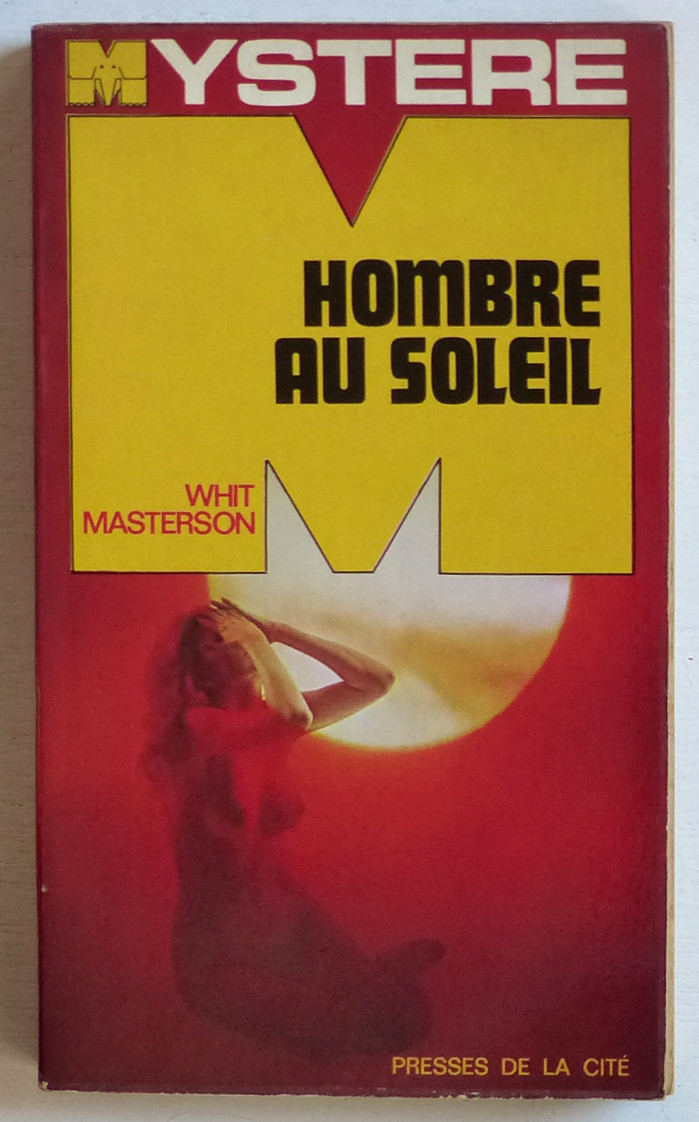 MYSTERE
HOMBRE
AU SOLEIL
WHIT
MASTERSON
PRESSES DE LA CITÉ